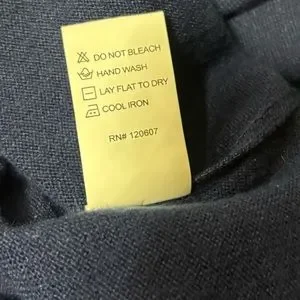 DO NOT BLEACH
HAND WASH
LAY FLAT TO DRY
COOL IRON
RN# 120607